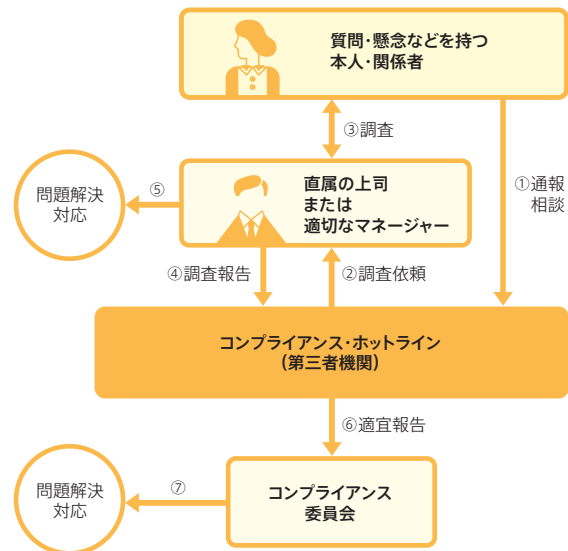 質問・懸念などを持つ
本人・関係者
③調査
①通報
相談
直属の上司
または
適切なマネージャー
⑤
問題解決
対応
④調査報告
②調査依頼
コンプライアンス・ホットライン
(第三者機関)
⑥適宜報告
コンプライアンス
委員会
⑦
問題解決
対応